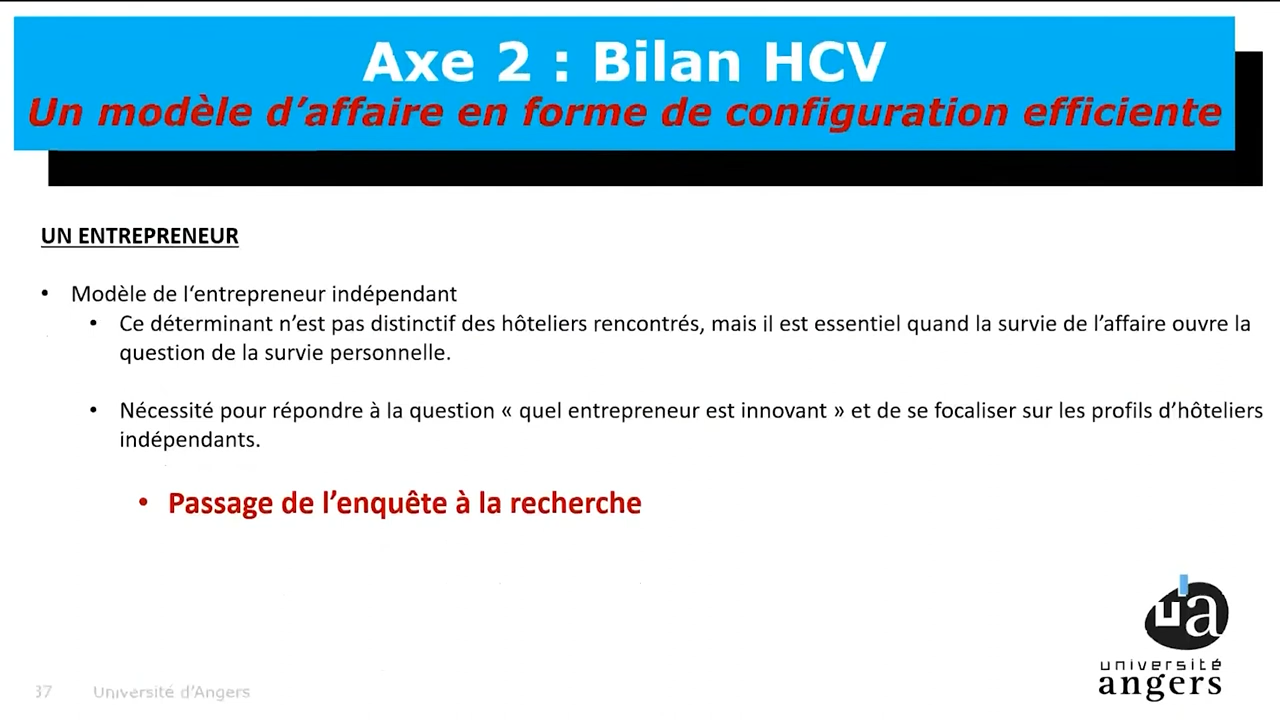 Axe 2 : Bilan HCV
Un modèle d’affaire en forme de configuration efficiente
UN ENTREPRENEUR
• Modèle de l‘entrepreneur indépendant
• Ce déterminant n’est pas distinctif des hôteliers rencontrés, mais il est essentiel quand la survie de l’affaire ouvre la
question de la survie personnelle.
• Nécessité pour répondre à la question « quel entrepreneur est innovant » et de se focaliser sur les profils d’hôteliers
indépendants.
• Passage de l’enquête à la recherche
ua
université
angers
37 Université d’Angers